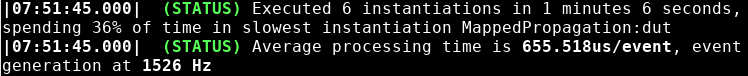 |07:51:45.000|  (STATUS) Executed 6 instantiations in 1 minutes 6 seconds,
spending 36% of time in slowest instantiation MappedPropagation:dut
|07:51:45.000|  (STATUS) Average processing time is 655.518us/event, event
generation at 1526 Hz